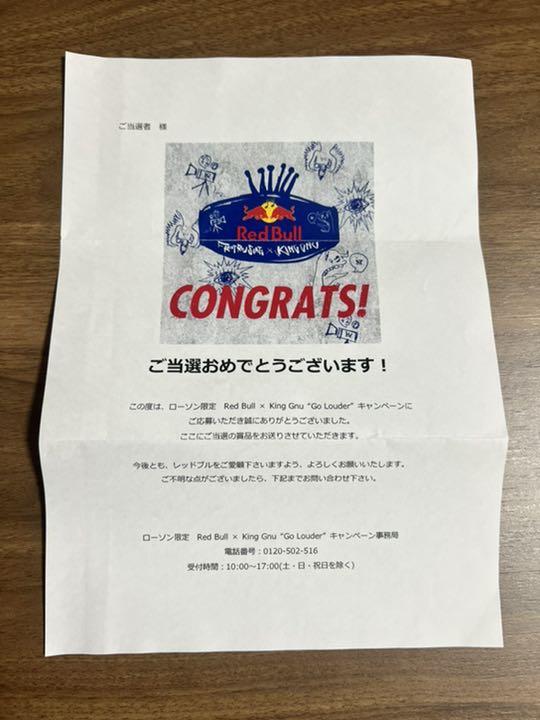 ご当選者　様
Red Bull
× KING GNU
CONGRATS!
ご当選おめでとうございます！
この度は、ローソン限定　Red Bull × King Gnu “Go Louder” キャンペーンに
ご応募いただき誠にありがとうございました。
ここにご当選の賞品をお送りさせていただきます。
今後とも、レッドブルをご愛顧下さいますよう、よろしくお願いいたします。
ご不明な点がございましたら、下記までお問い合わせ下さい。
ローソン限定　Red Bull × King Gnu “Go Louder” キャンペーン事務局
電話番号：0120-502-516
受付時間：10:00～17:00(土・日・祝日を除く)